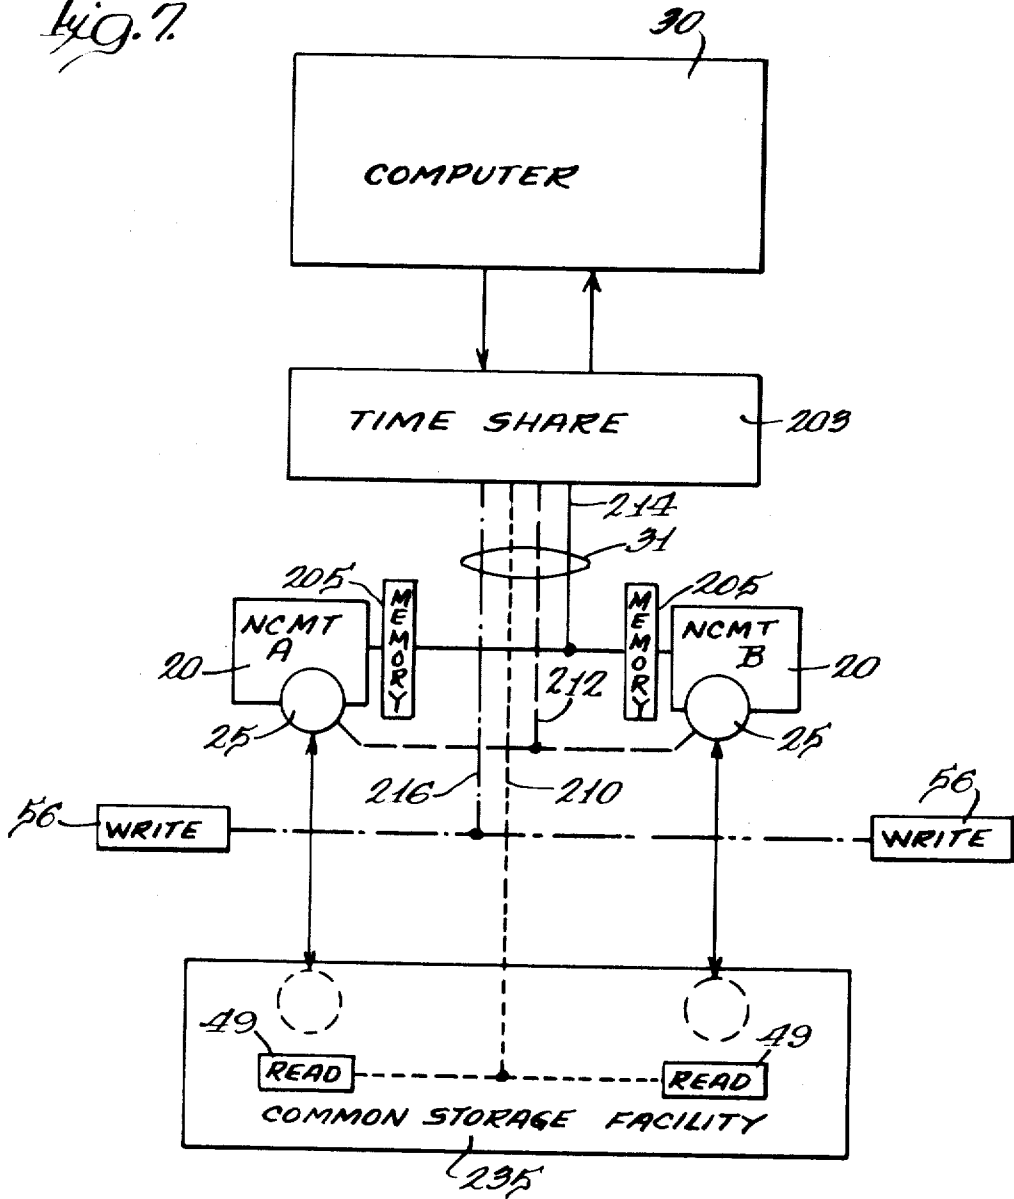 Fig. 7.
30
COMPUTER
TIME SHARE
203
214
31
205
205
MEMORY
MEMORY
NCMT
A
NCMT
B
20
20
212
25
25
216
210
56
WRITE
56
WRITE
49
READ
49
READ
COMMON STORAGE FACILITY
235